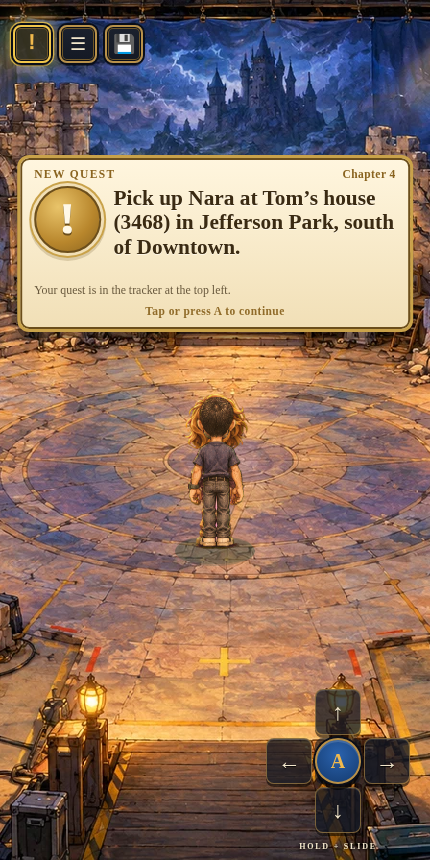 !
☰
💾
NEW QUEST
Chapter 4
!
Pick up Nara at Tom’s house
(3468) in Jefferson Park, south
of Downtown.
Your quest is in the tracker at the top left.
Tap or press A to continue
↑
←
A
→
↓
HOLD + SLIDE